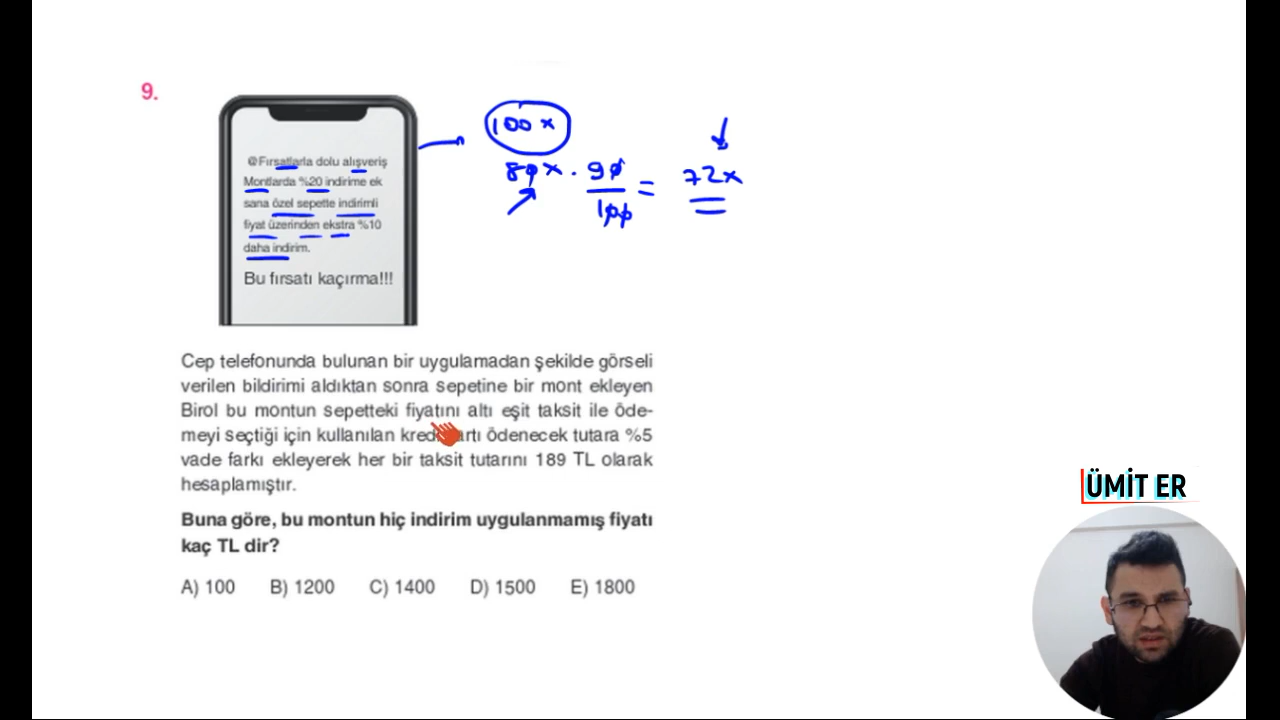 9.
@Fırsatlarla dolu alışveriş
Montlarda %20 indirime ek
sana özel sepette indirimli
fiyat üzerinden ekstra %10
daha indirim.
Bu fırsatı kaçırma!!!
100x
80x . 90/100 = 72x
Cep telefonunda bulunan bir uygulamadan şekilde görseli
verilen bildirimi aldıktan sonra sepetine bir mont ekleyen
Birol bu montun sepetteki fiyatını altı eşit taksit ile öde-
meyi seçtiği için kullanılan kredi kartı ödenecek tutara %5
vade farkı ekleyerek her bir taksit tutarını 189 TL olarak
hesaplamıştır.
Buna göre, bu montun hiç indirim uygulanmamış fiyatı
kaç TL dir?
A) 100 B) 1200 C) 1400 D) 1500 E) 1800
ÜMİT ER